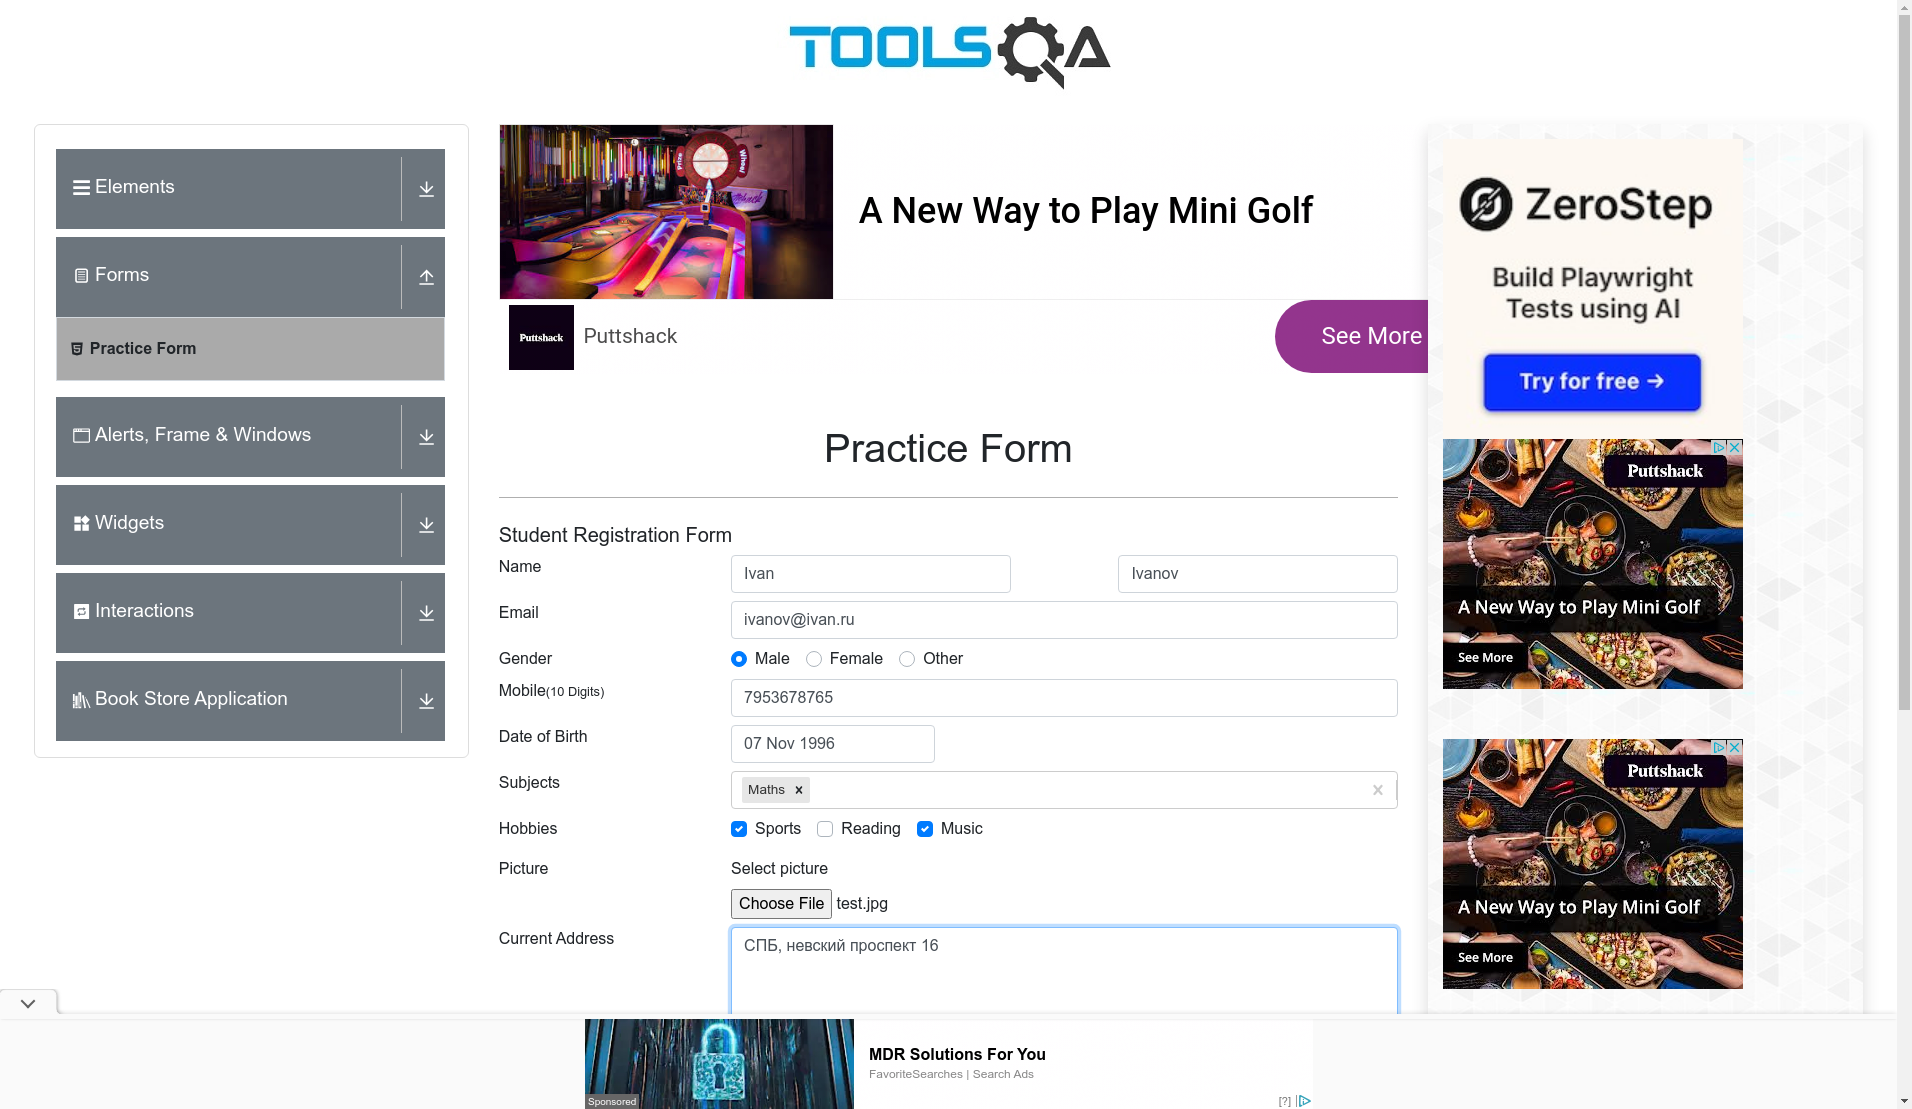 TOOLSQA
Elements
Forms
Practice Form
Alerts, Frame & Windows
Widgets
Interactions
Book Store Application
Prize
A New Way to Play Mini Golf
Puttshack
Puttshack
See More
Practice Form
Student Registration Form
Name
Ivan
Ivanov
Email
ivanov@ivan.ru
Gender
Male
Female
Other
Mobile(10 Digits)
7953678765
Date of Birth
07 Nov 1996
Subjects
Maths
Hobbies
Sports
Reading
Music
Picture
Select picture
Choose File test.jpg
Current Address
СПБ, невский проспект 16
ZeroStep
Build Playwright
Tests using AI
Try for free →
Puttshack
A New Way to Play Mini Golf
See More
Puttshack
A New Way to Play Mini Golf
See More
Sponsored
MDR Solutions For You
FavoriteSearches | Search Ads
[?]